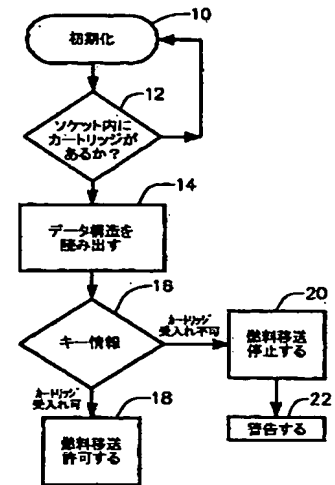 10
初期化
12
ソケット内に
カートリッジが
あるか?
14
データ構造を
読み出す
16
キー情報
カートリッジ
受入れ不可
20
燃料移送
停止する
カートリッジ
受入れ可
18
燃料移送
許可する
22
警告する